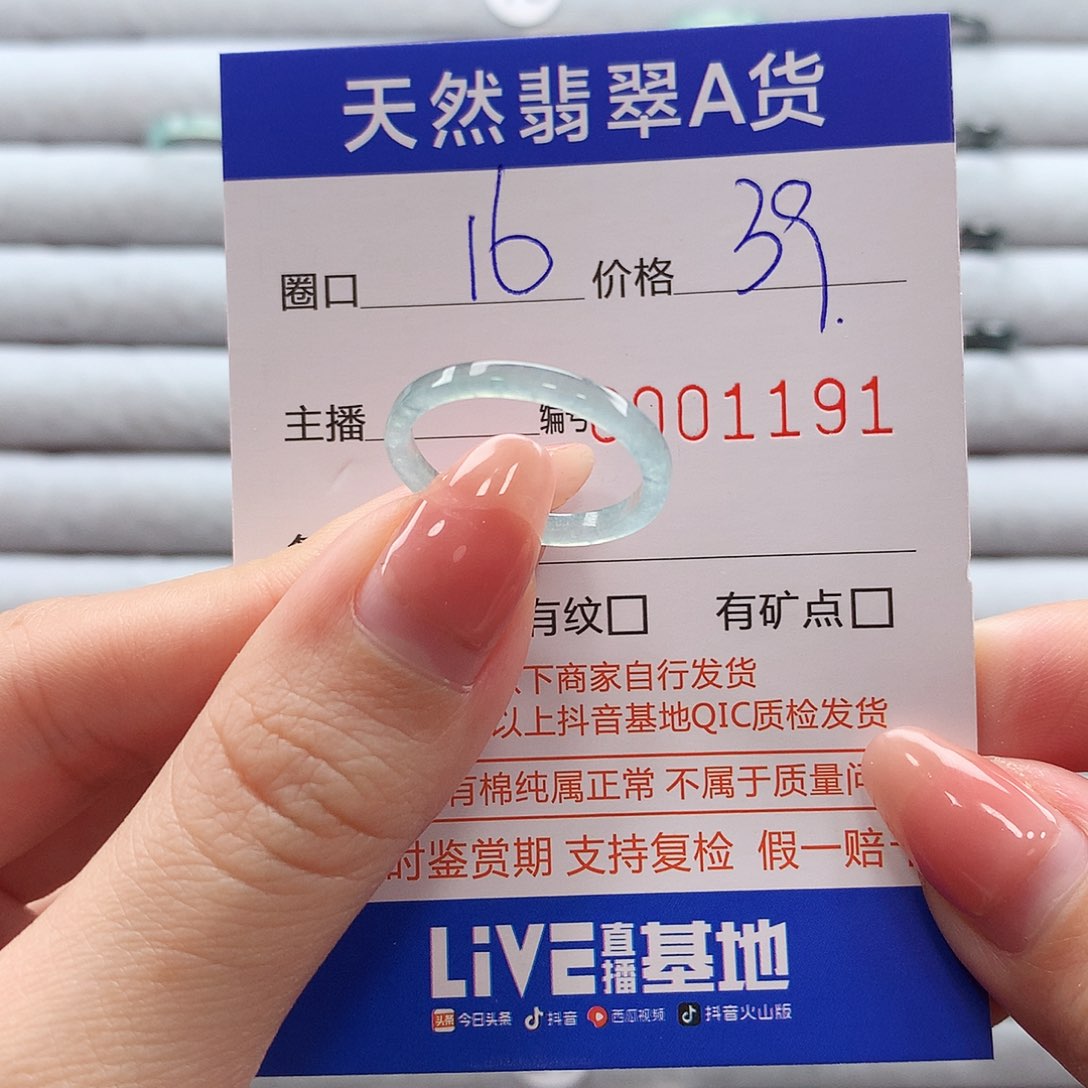 天然翡翠A货
圈口 16 价格 39.
主播 编号 0001191
有纹□ 有矿点□
下商家自行发货
以上抖音基地QIC质检发货
有棉纯属正常 不属于质量问
时鉴赏期 支持复检 假一赔
LiVE直播基地
头条 今日头条 抖音 西瓜视频 抖音火山版